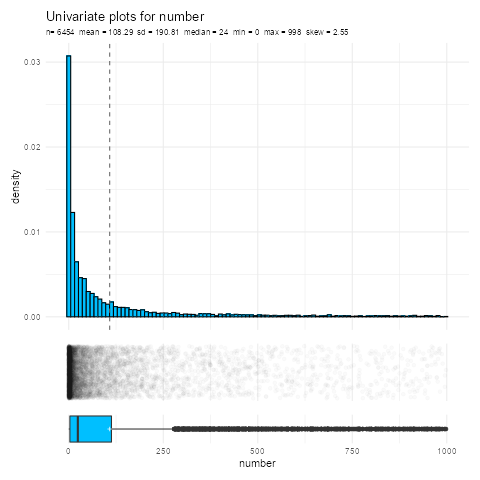 Univariate plots for number
n= 6454 mean = 108.29 sd = 190.81 median = 24 min = 0 max = 998 skew = 2.55
0.03
0.02
density
0.01
0.00
0 250 500 750 1000
number